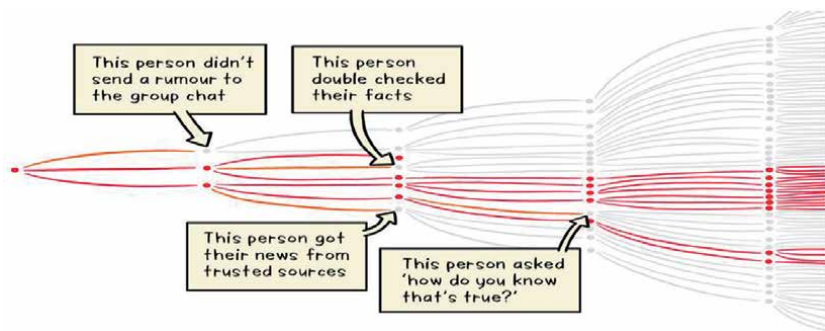 This person didn't
send a rumour to
the group chat
This person
double checked
their facts
This person got
their news from
trusted sources
This person asked
'how do you know
that's true?'